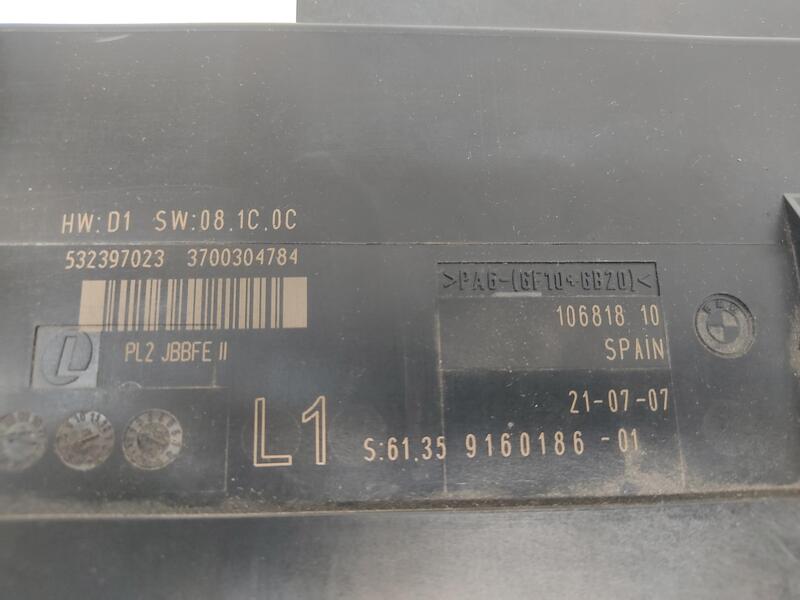 HW:D1 SW:08.1C.0C
532397023 3700304784
PL2 JBBFE II
L1
>PA6-(GF10+GB20)<
106818 10
SPAIN
21-07-07
S:61.35 9160186-01